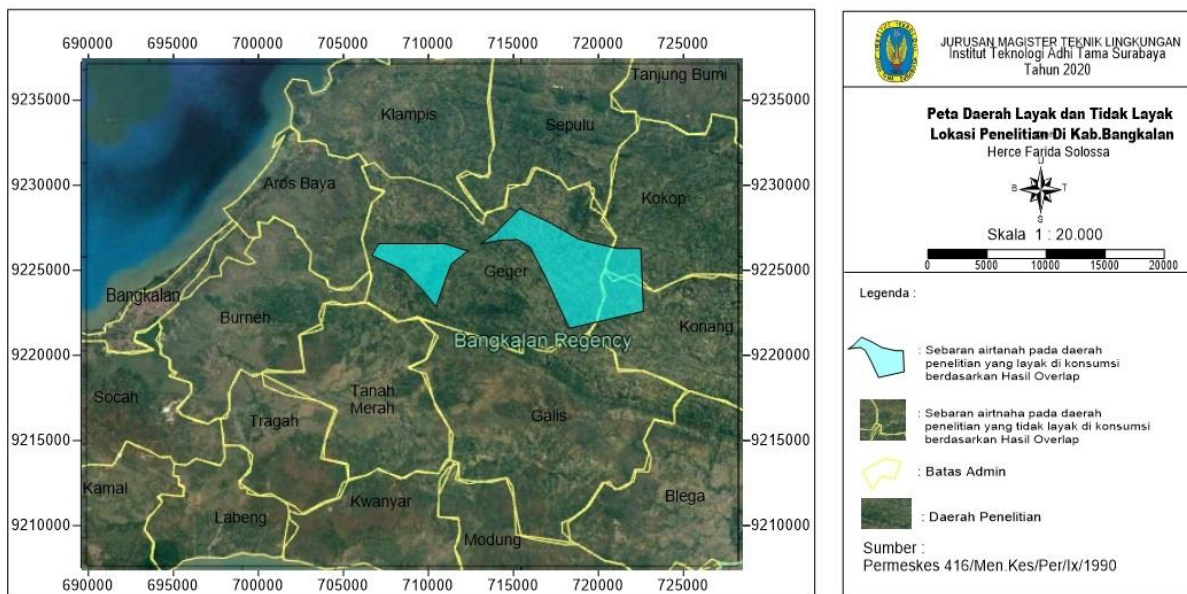 690000 695000 700000 705000 710000 715000 720000 725000
9235000
9230000
9225000
9220000
9215000
9210000
9235000
9230000
9225000
9220000
9215000
9210000
690000 695000 700000 705000 710000 715000 720000 725000
Tanjung Bumi
Klampis
Sepulu
Aros Baya
Kokop
Geger
Bangkalan
Burneh
Konang
Bangkalan Regency
Socah
Tanah
Merah
Tragah
Galis
Kamal
Kwanyar
Blega
Labeng
Modung
JURUSAN MAGISTER TEKNIK LINGKUNGAN
Institut Teknologi Adhi Tama Surabaya
Tahun 2020
Peta Daerah Layak dan Tidak Layak
Lokasi Penelitian Di Kab.Bangkalan
Herce Farida Solossa
U
B T
S
Skala 1 : 20.000
0 5000 10000 15000 20000
Legenda :
: Sebaran airtanah pada daerah
penelitian yang layak di konsumsi
berdasarkan Hasil Overlap
: Sebaran airtnaha pada daerah
penelitian yang tidak layak di konsumsi
berdasarkan Hasil Overlap
: Batas Admin
: Daerah Penelitian
Sumber :
Permeskes 416/Men.Kes/Per/Ix/1990